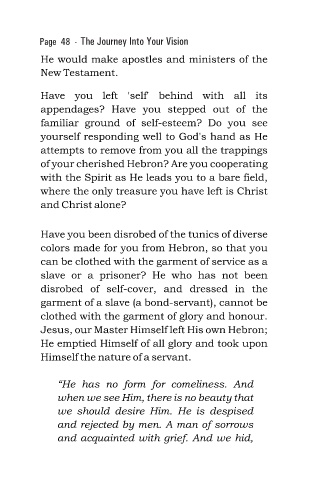 Page 48 - The Journey Into Your Vision
He would make apostles and ministers of the
New Testament.
Have you left 'self' behind with all its
appendages? Have you stepped out of the
familiar ground of self-esteem? Do you see
yourself responding well to God's hand as He
attempts to remove from you all the trappings
of your cherished Hebron? Are you cooperating
with the Spirit as He leads you to a bare field,
where the only treasure you have left is Christ
and Christ alone?
Have you been disrobed of the tunics of diverse
colors made for you from Hebron, so that you
can be clothed with the garment of service as a
slave or a prisoner? He who has not been
disrobed of self-cover, and dressed in the
garment of a slave (a bond-servant), cannot be
clothed with the garment of glory and honour.
Jesus, our Master Himself left His own Hebron;
He emptied Himself of all glory and took upon
Himself the nature of a servant.
“He has no form for comeliness. And
when we see Him, there is no beauty that
we should desire Him. He is despised
and rejected by men. A man of sorrows
and acquainted with grief. And we hid,